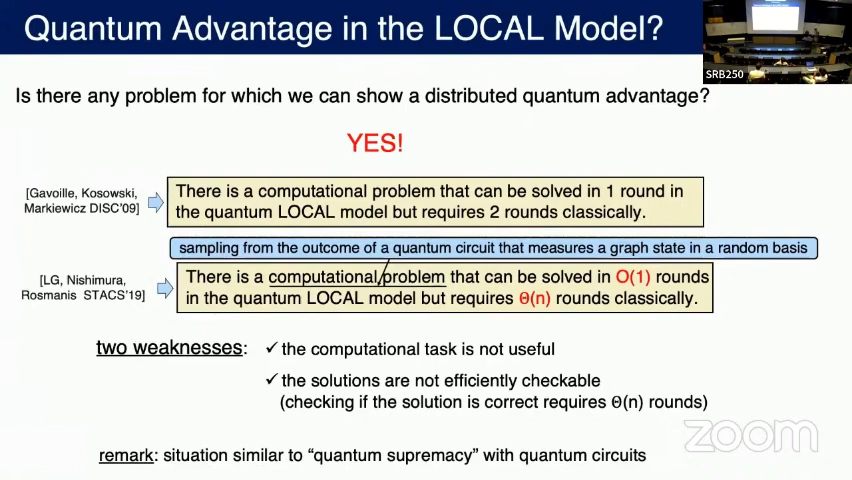 Quantum Advantage in the LOCAL Model?
SRB250
Is there any problem for which we can show a distributed quantum advantage?
YES!
[Gavoille, Kosowski,
Markiewicz DISC'09]
There is a computational problem that can be solved in 1 round in
the quantum LOCAL model but requires 2 rounds classically.
sampling from the outcome of a quantum circuit that measures a graph state in a random basis
[LG, Nishimura,
Rosmanis STACS'19]
There is a computational problem that can be solved in O(1) rounds
in the quantum LOCAL model but requires Θ(n) rounds classically.
two weaknesses:
✓ the computational task is not useful
✓ the solutions are not efficiently checkable
(checking if the solution is correct requires Θ(n) rounds)
remark: situation similar to “quantum supremacy” with quantum circuits
zoom